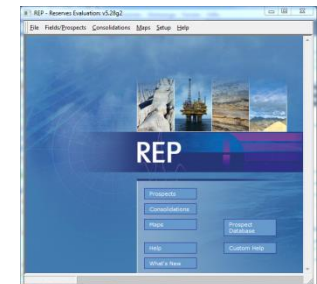 REP - Reserves Evaluation: v5.28g2
File Fields/Prospects Consolidations Maps Setup Help
REP
Prospects
Consolidations
Maps
Prospect
Database
Help
Custom Help
What's New